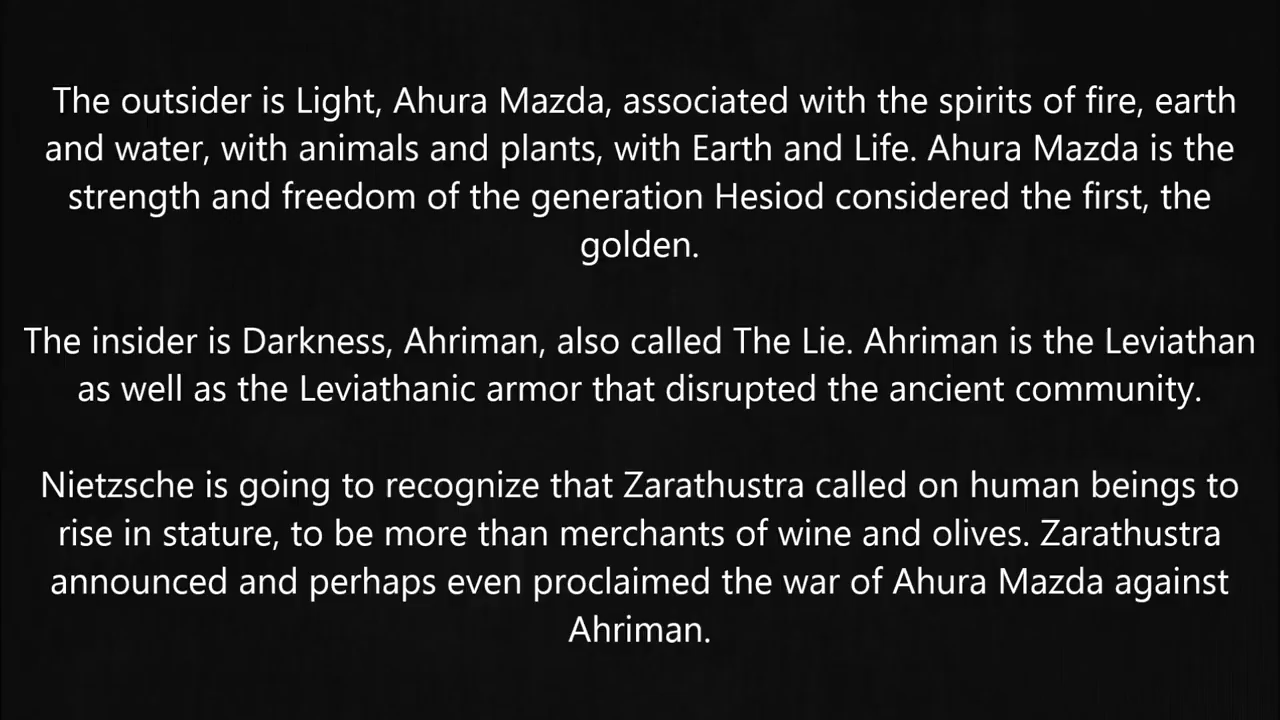 The outsider is Light, Ahura Mazda, associated with the spirits of fire, earth
and water, with animals and plants, with Earth and Life. Ahura Mazda is the
strength and freedom of the generation Hesiod considered the first, the
golden.
The insider is Darkness, Ahriman, also called The Lie. Ahriman is the Leviathan
as well as the Leviathanic armor that disrupted the ancient community.
Nietzsche is going to recognize that Zarathustra called on human beings to
rise in stature, to be more than merchants of wine and olives. Zarathustra
announced and perhaps even proclaimed the war of Ahura Mazda against
Ahriman.